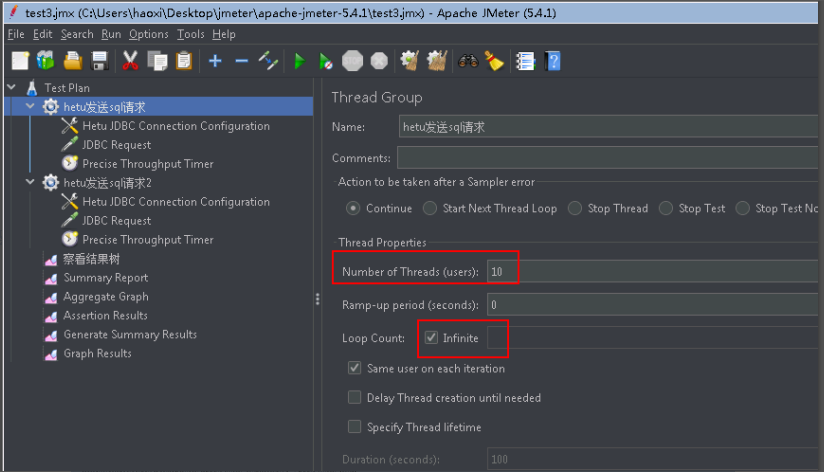 test3.jmx (C:\Users\haoxi\Desktop\jmeter\apache-jmeter-5.4.1\test3.jmx) - Apache JMeter (5.4.1)
File Edit Search Run Options Tools Help
Test Plan
hetu发送sql请求
Hetu JDBC Connection Configuration
JDBC Request
Precise Throughput Timer
hetu发送sql请求2
Hetu JDBC Connection Configuration
JDBC Request
Precise Throughput Timer
察看结果树
Summary Report
Aggregate Graph
Assertion Results
Generate Summary Results
Graph Results
Thread Group
Name: hetu发送sql请求
Comments:
Action to be taken after a Sampler error
Continue Start Next Thread Loop Stop Thread Stop Test Stop Test No
Thread Properties
Number of Threads (users): 10
Ramp-up period (seconds): 0
Loop Count: Infinite
Same user on each iteration
Delay Thread creation until needed
Specify Thread lifetime
Duration (seconds): 100